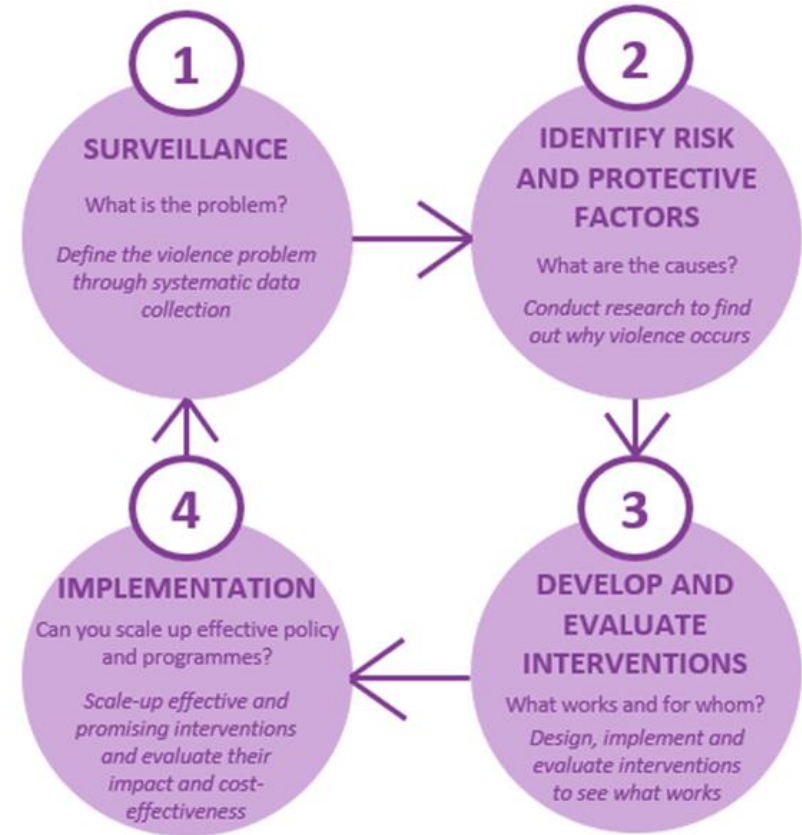 1
SURVEILLANCE
What is the problem?
Define the violence problem
through systematic data
collection
2
IDENTIFY RISK
AND PROTECTIVE
FACTORS
What are the causes?
Conduct research to find
out why violence occurs
3
DEVELOP AND
EVALUATE
INTERVENTIONS
What works and for whom?
Design, implement and
evaluate interventions
to see what works
4
IMPLEMENTATION
Can you scale up effective policy
and programmes?
Scale-up effective and
promising interventions
and evaluate their
impact and cost-
effectiveness